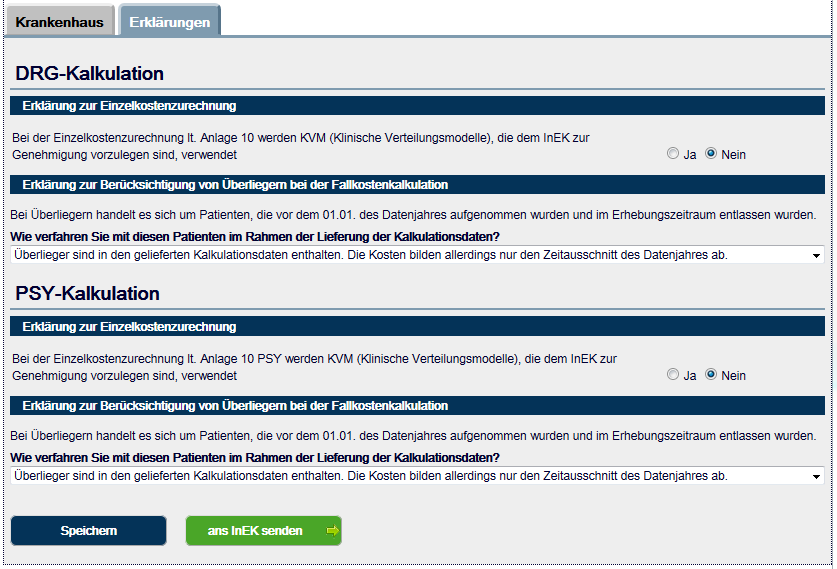 Krankenhaus Erklärungen
DRG-Kalkulation
Erklärung zur Einzelkostenzurechnung
Bei der Einzelkostenzurechnung lt. Anlage 10 werden KVM (Klinische Verteilungsmodelle), die dem InEK zur
Genehmigung vorzulegen sind, verwendet Ja Nein
Erklärung zur Berücksichtigung von Überliegern bei der Fallkostenkalkulation
Bei Überliegern handelt es sich um Patienten, die vor dem 01.01. des Datenjahres aufgenommen wurden und im Erhebungszeitraum entlassen wurden.
Wie verfahren Sie mit diesen Patienten im Rahmen der Lieferung der Kalkulationsdaten?
Überlieger sind in den gelieferten Kalkulationsdaten enthalten. Die Kosten bilden allerdings nur den Zeitausschnitt des Datenjahres ab.
PSY-Kalkulation
Erklärung zur Einzelkostenzurechnung
Bei der Einzelkostenzurechnung lt. Anlage 10 PSY werden KVM (Klinische Verteilungsmodelle), die dem InEK zur
Genehmigung vorzulegen sind, verwendet Ja Nein
Erklärung zur Berücksichtigung von Überliegern bei der Fallkostenkalkulation
Bei Überliegern handelt es sich um Patienten, die vor dem 01.01. des Datenjahres aufgenommen wurden und im Erhebungszeitraum entlassen wurden.
Wie verfahren Sie mit diesen Patienten im Rahmen der Lieferung der Kalkulationsdaten?
Überlieger sind in den gelieferten Kalkulationsdaten enthalten. Die Kosten bilden allerdings nur den Zeitausschnitt des Datenjahres ab.
Speichern ans InEK senden